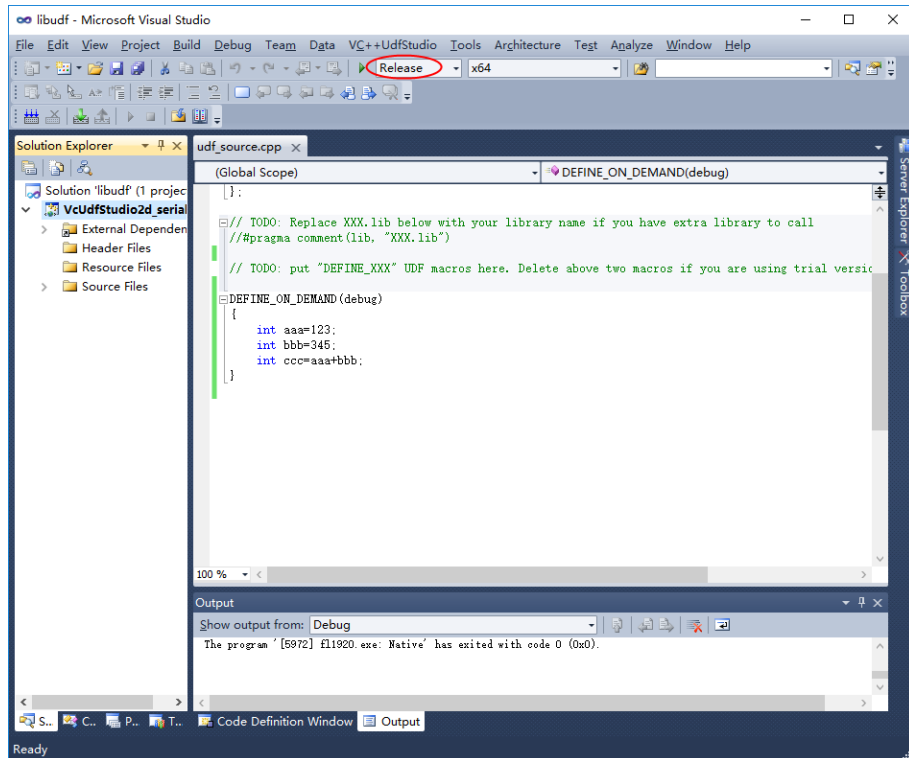 libudf - Microsoft Visual Studio
File Edit View Project Build Debug Team Data VC++UdfStudio Tools Architecture Test Analyze Window Help
Release x64
Solution Explorer
udf_source.cpp
(Global Scope) DEFINE_ON_DEMAND(debug)
Solution 'libudf' (1 projec
VcUdfStudio2d_serial
External Dependen
Header Files
Resource Files
Source Files
};
// TODO: Replace XXX.lib below with your library name if you have extra library to call
//#pragma comment(lib, "XXX.lib")
// TODO: put "DEFINE_XXX" UDF macros here. Delete above two macros if you are using trial versic
DEFINE_ON_DEMAND(debug)
{
int aaa=123;
int bbb=345;
int ccc=aaa+bbb;
}
Server Explorer
Toolbox
100 %
Output
Show output from: Debug
The program '[5972] fl1920.exe: Native' has exited with code 0 (0x0).
S... C... P... T... Code Definition Window Output
Ready